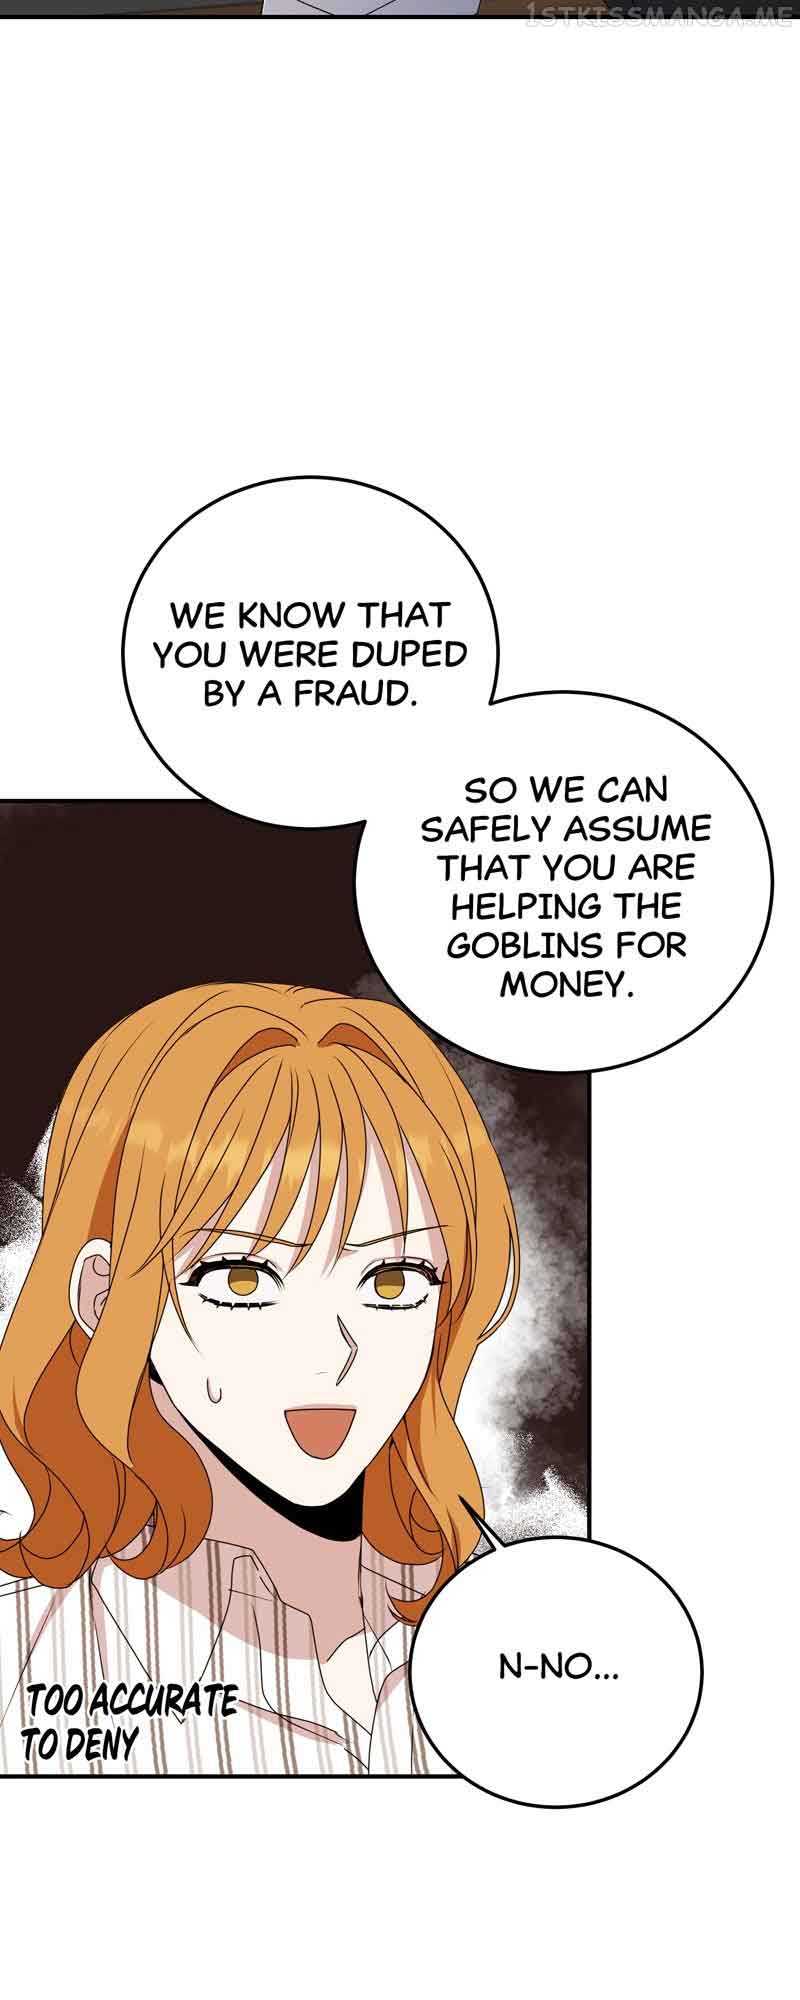 1STKISSMANGA.ME
WE KNOW THAT
YOU WERE DUPED
BY A FRAUD.
SO WE CAN
SAFELY ASSUME
THAT YOU ARE
HELPING THE
GOBLINS FOR
MONEY.
N-NO...
TOO ACCURATE
TO DENY